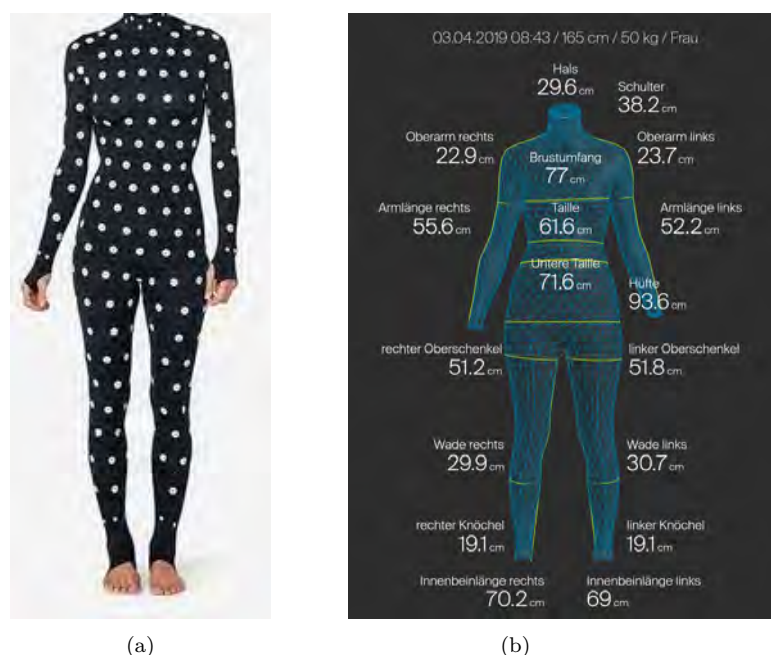 03.04.2019 08:43 / 165 cm / 50 kg / Frau
Hals
29.6 cm
Schulter
38.2 cm
Oberarm rechts
22.9 cm
Oberarm links
23.7 cm
Brustumfang
77 cm
Armlänge rechts
55.6 cm
Taille
61.6 cm
Armlänge links
52.2 cm
Untere Taille
71.6 cm
Hüfte
93.6 cm
rechter Oberschenkel
51.2 cm
linker Oberschenkel
51.8 cm
Wade rechts
29.9 cm
Wade links
30.7 cm
rechter Knöchel
19.1 cm
linker Knöchel
19.1 cm
Innenbeinlänge rechts
70.2 cm
Innenbeinlänge links
69 cm
(a)
(b)